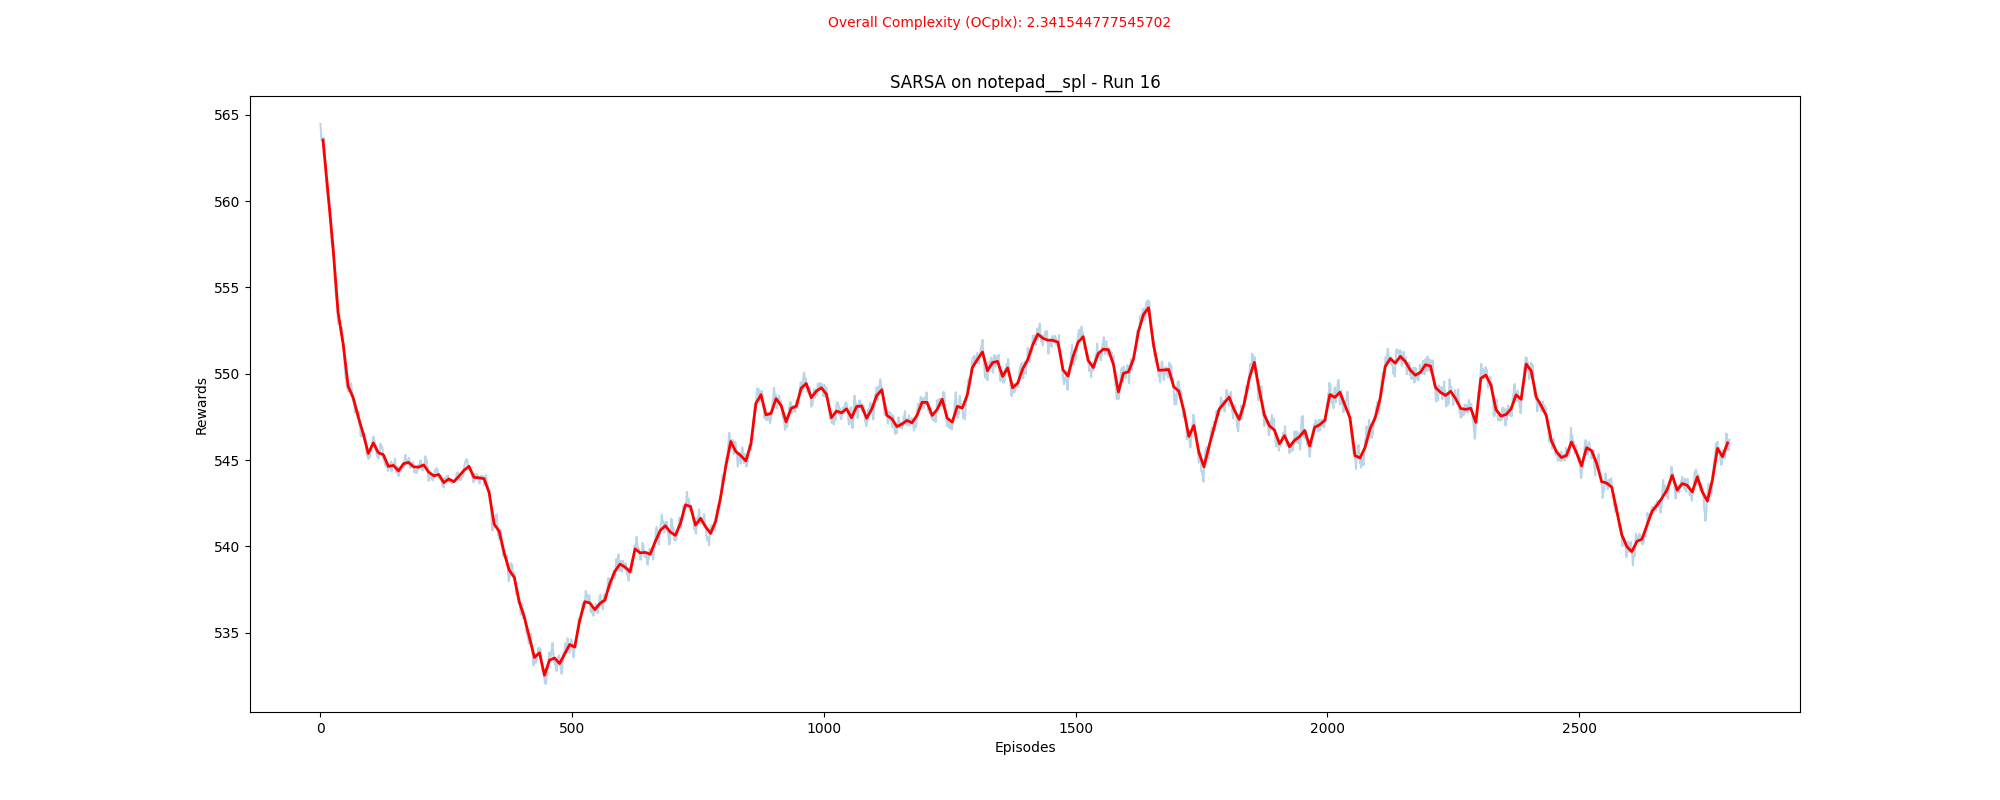 Overall Complexity (OCplx): 2.341544777545702
SARSA on notepad__spl - Run 16
565
560
555
550
545
540
535
Rewards
0 500 1000 1500 2000 2500
Episodes